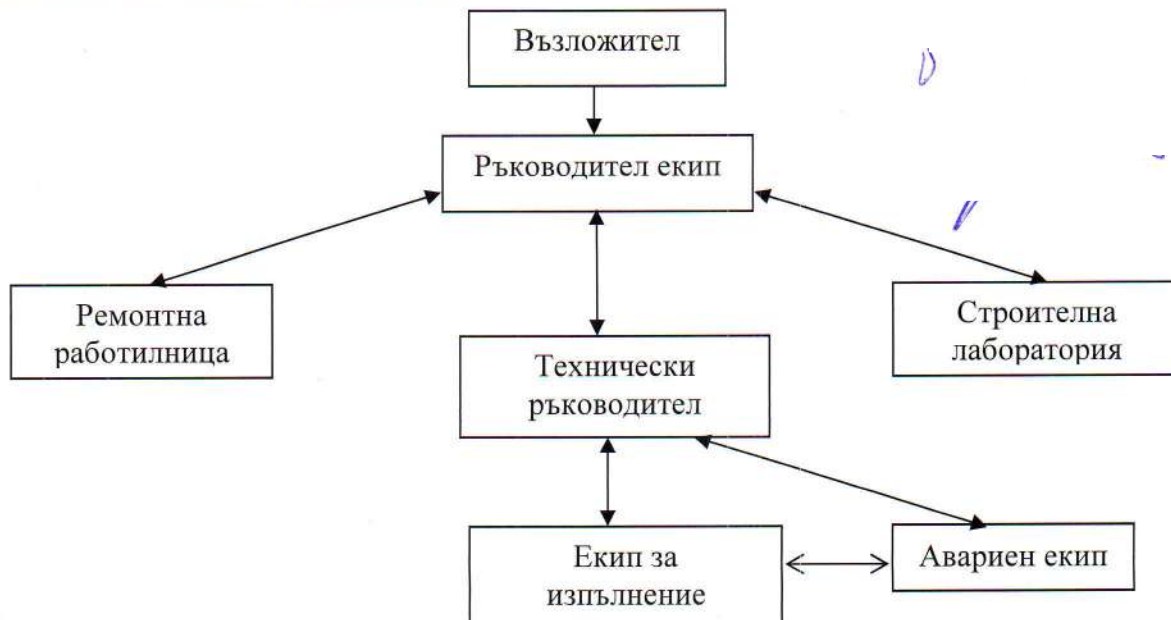 Възложител
Ръководител екип
Ремонтна
работилница
Строителна
лаборатория
Технически
ръководител
Екип за
изпълнение
Авариен екип